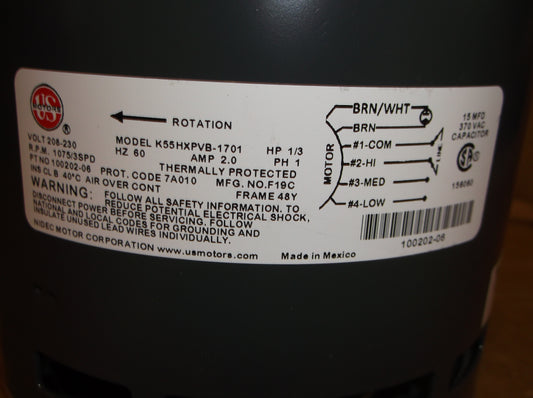 US
MOTORS
®
ROTATION
VOLT 208-230 MODEL K55HXPVB-1701 HP 1/3
R.P.M. 1075/3SPD HZ 60 AMP 2.0 PH 1
PT NO 100202-06 THERMALLY PROTECTED
PROT. CODE 7A010 MFG. NO. F19C
INS CL B 40°C AIR OVER CONT FRAME 48Y
WARNING: FOLLOW ALL SAFETY INFORMATION. TO
REDUCE POTENTIAL ELECTRICAL SHOCK,
DISCONNECT POWER BEFORE SERVICING. FOLLOW
NATIONAL AND LOCAL CODES FOR GROUNDING AND
INSULATE UNUSED LEAD WIRES INDIVIDUALLY.
NIDEC MOTOR CORPORATION www.usmotors.com Made in Mexico
MOTOR
BRN/WHT
BRN
#1-COM
#2-HI
#3-MED
#4-LOW
LINE
15 MFD
370 VAC
CAPACITOR
156060
100202-06